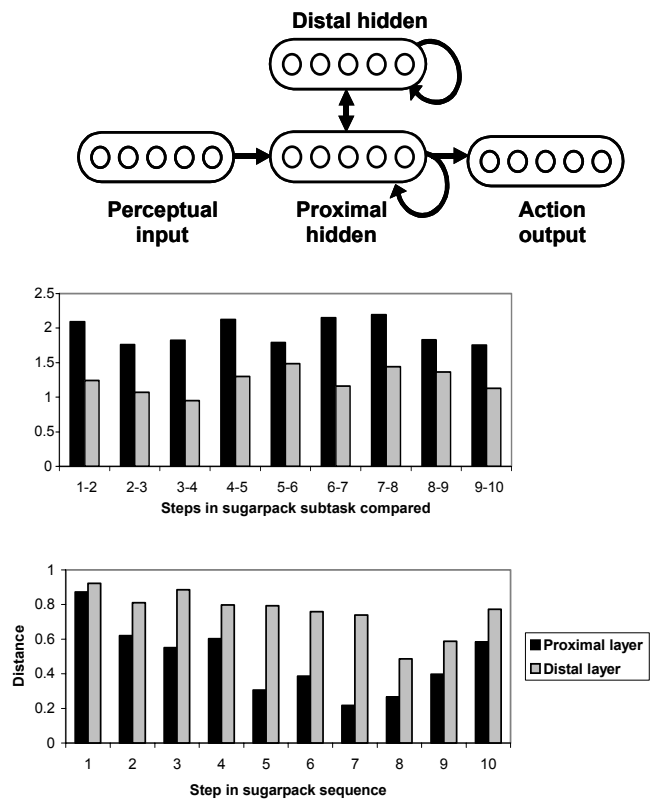 Distal hidden
Perceptual
input
Proximal
hidden
Action
output
2.5
2
1.5
1
0.5
0
1-2 2-3 3-4 4-5 5-6 6-7 7-8 8-9 9-10
Steps in sugarpack subtask compared
1
0.8
0.6
0.4
0.2
0
Distance
Proximal layer
Distal layer
1 2 3 4 5 6 7 8 9 10
Step in sugarpack sequence